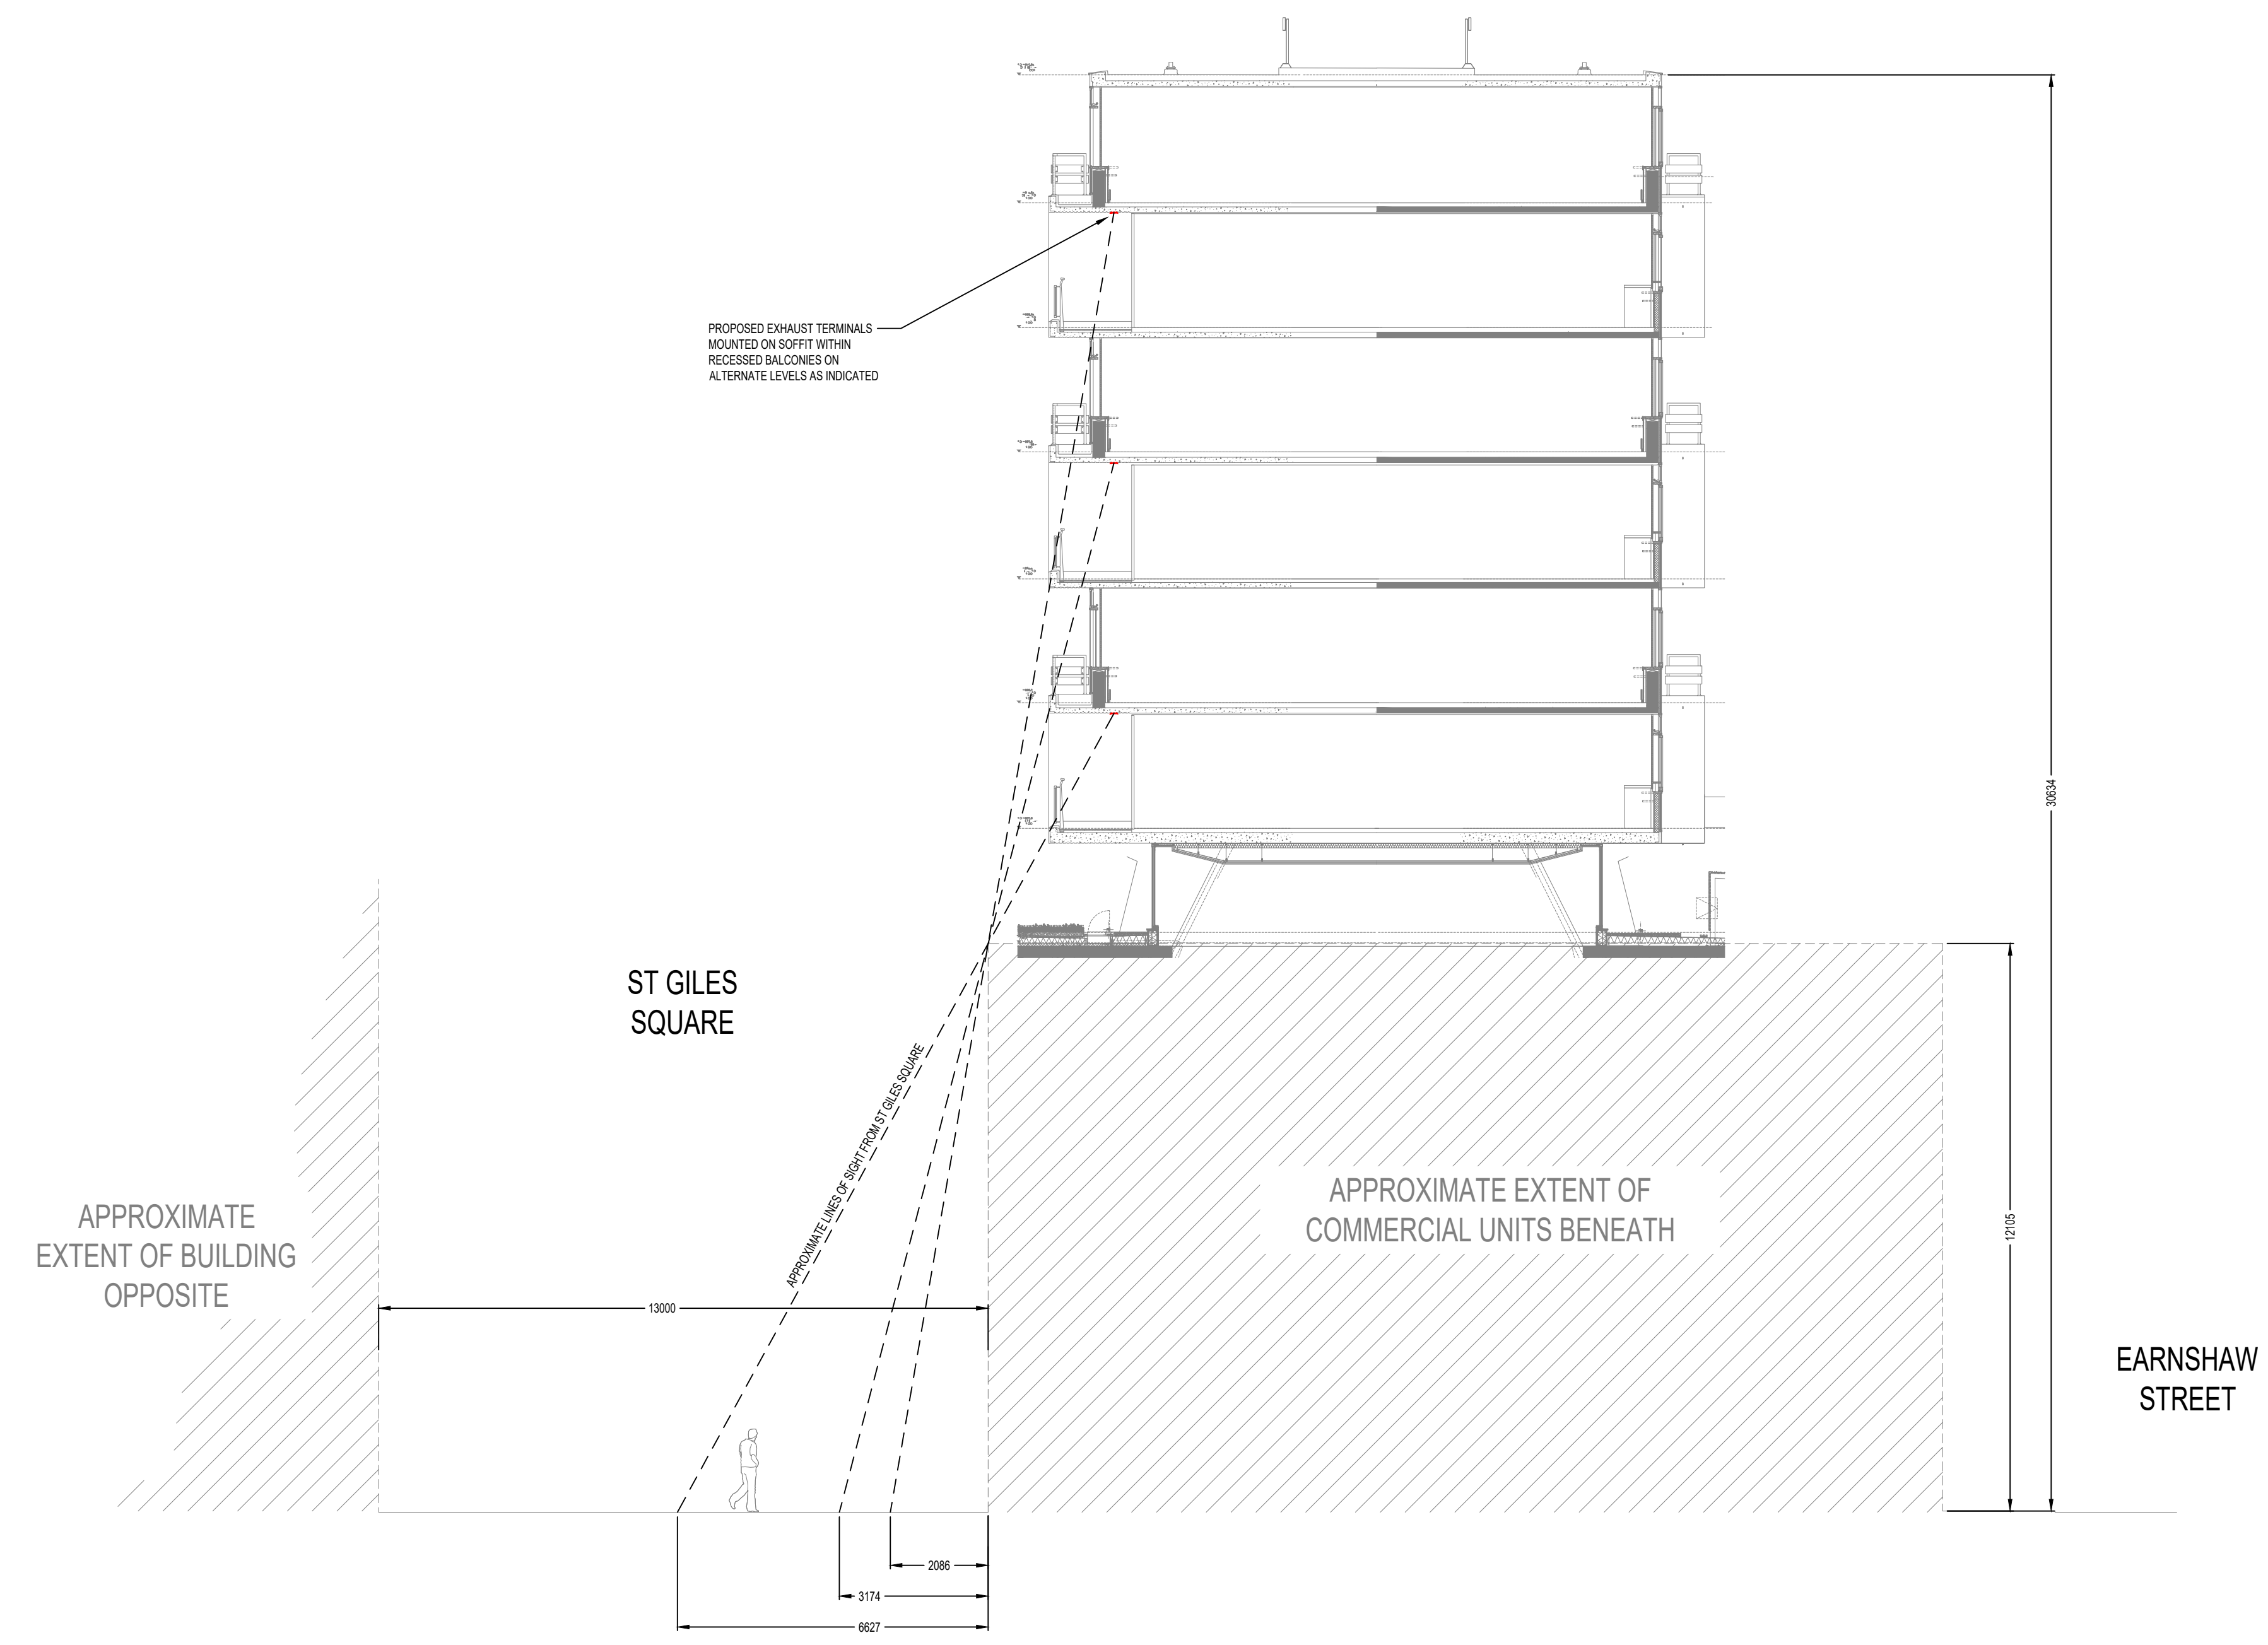 PROPOSED EXHAUST TERMINALS
MOUNTED ON SOFFIT WITHIN
RECESSED BALCONIES ON
ALTERNATE LEVELS AS INDICATED
30634
ST GILES
SQUARE
APPROXIMATE LINES OF SIGHT FROM ST GILES SQUARE
APPROXIMATE
EXTENT OF BUILDING
OPPOSITE
APPROXIMATE EXTENT OF
COMMERCIAL UNITS BENEATH
12105
13000
EARNSHAW
STREET
2086
3174
6627